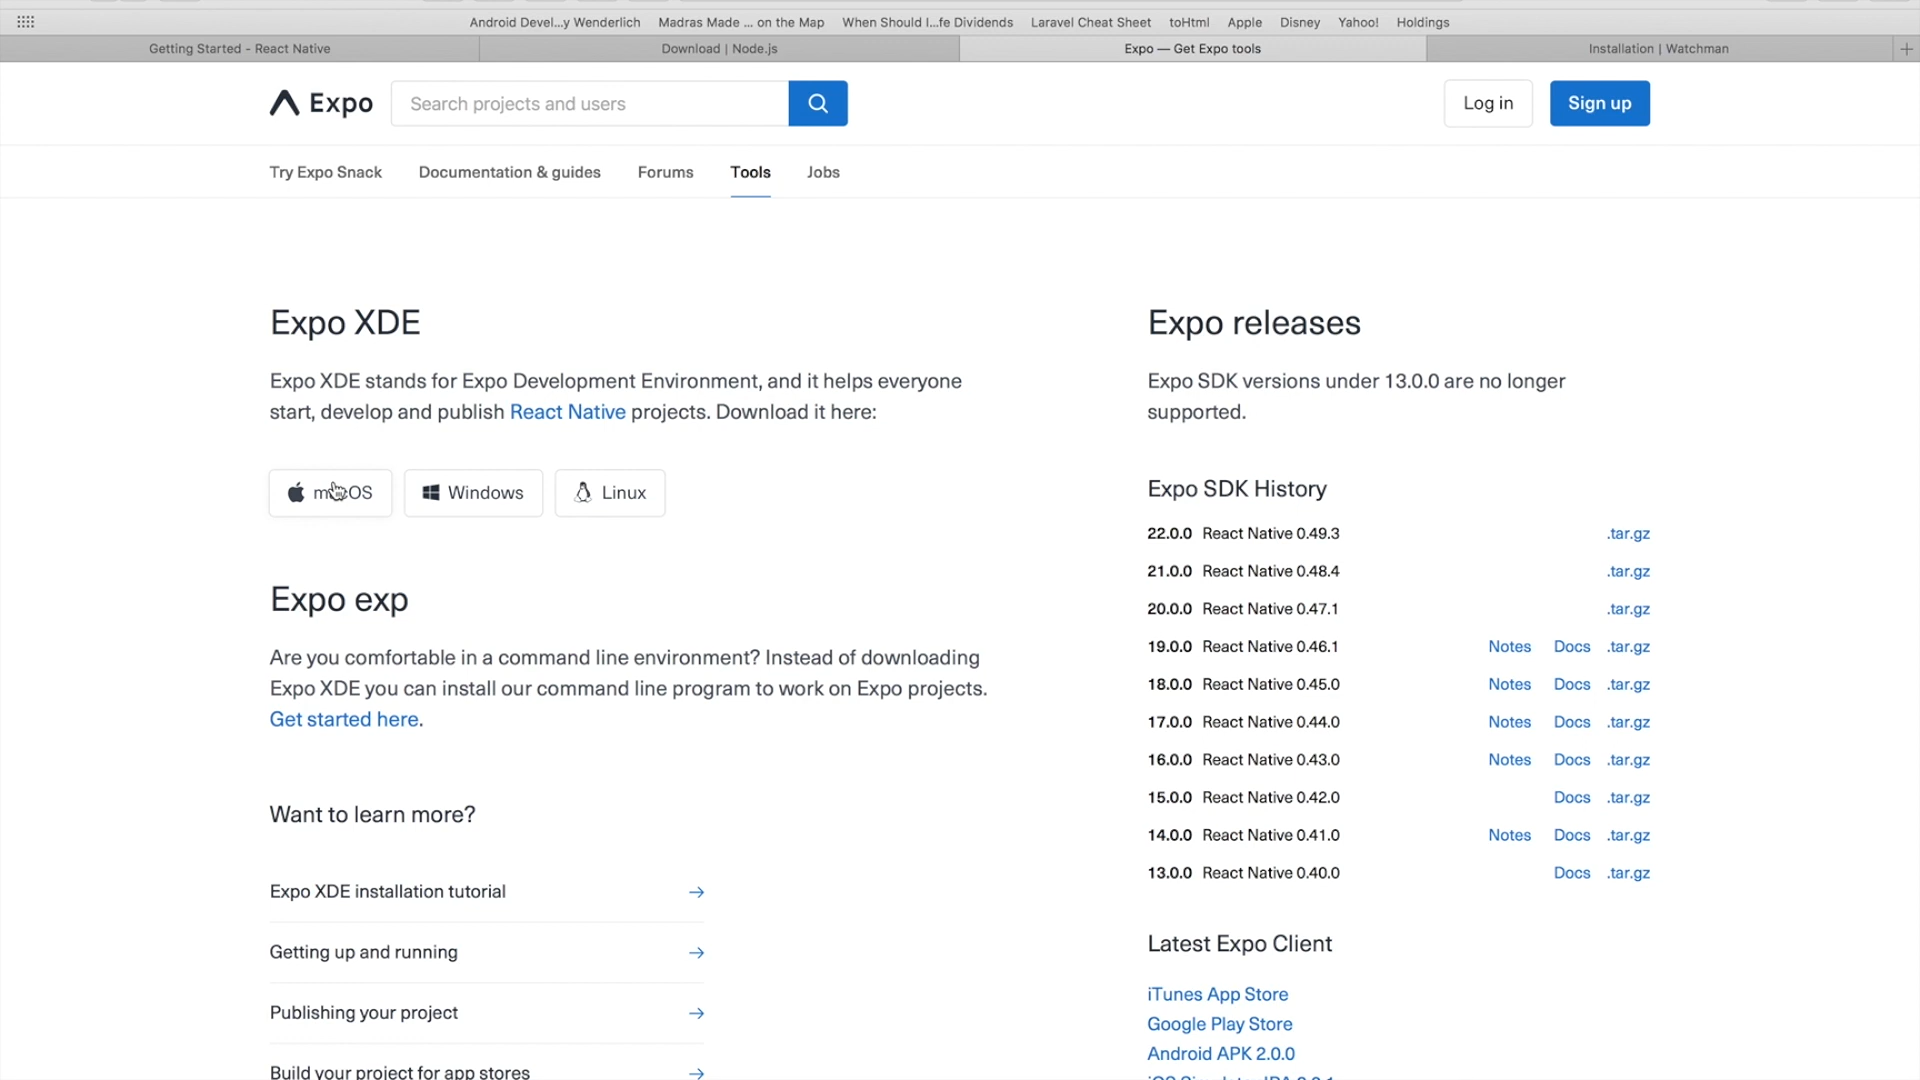 Android Devel...y Wenderlich Madras Made ... on the Map When Should I...fe Dividends Laravel Cheat Sheet toHtml Apple Disney Yahoo! Holdings
Getting Started - React Native Download | Node.js Expo — Get Expo tools Installation | Watchman
Expo Search projects and users Log in Sign up
Try Expo Snack Documentation & guides Forums Tools Jobs
Expo XDE
Expo XDE stands for Expo Development Environment, and it helps everyone
start, develop and publish React Native projects. Download it here:
macOS Windows Linux
Expo exp
Are you comfortable in a command line environment? Instead of downloading
Expo XDE you can install our command line program to work on Expo projects.
Get started here.
Want to learn more?
Expo XDE installation tutorial
Getting up and running
Publishing your project
Build your project for app stores
Expo releases
Expo SDK versions under 13.0.0 are no longer
supported.
Expo SDK History
22.0.0 React Native 0.49.3 .tar.gz
21.0.0 React Native 0.48.4 .tar.gz
20.0.0 React Native 0.47.1 .tar.gz
19.0.0 React Native 0.46.1 Notes Docs .tar.gz
18.0.0 React Native 0.45.0 Notes Docs .tar.gz
17.0.0 React Native 0.44.0 Notes Docs .tar.gz
16.0.0 React Native 0.43.0 Notes Docs .tar.gz
15.0.0 React Native 0.42.0 Docs .tar.gz
14.0.0 React Native 0.41.0 Notes Docs .tar.gz
13.0.0 React Native 0.40.0 Docs .tar.gz
Latest Expo Client
iTunes App Store
Google Play Store
Android APK 2.0.0